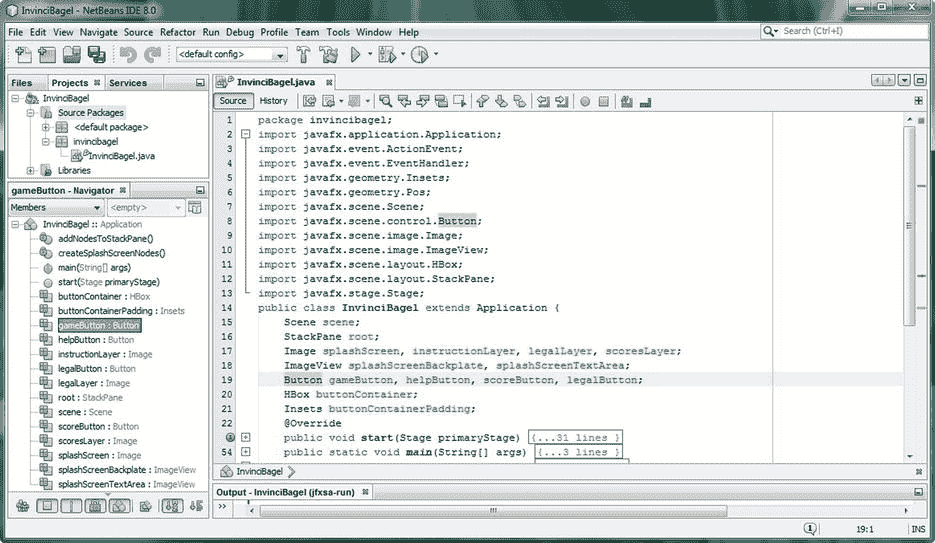 InvinciBagel - NetBeans IDE 8.0
File Edit View Navigate Source Refactor Run Debug Profile Team Tools Window Help
Search (Ctrl+I)
<default config>
Files Projects Services
InvinciBagel
Source Packages
<default package>
invincibagel
InvinciBagel.java
Libraries
gameButton - Navigator
Members <empty>
InvinciBagel :: Application
addNodesToStackPane()
createSplashScreenNodes()
main(String[] args)
start(Stage primaryStage)
buttonContainer : HBox
buttonContainerPadding : Insets
gameButton : Button
helpButton : Button
instructionLayer : Image
legalButton : Button
legalLayer : Image
root : StackPane
scene : Scene
scoreButton : Button
scoresLayer : Image
splashScreen : Image
splashScreenBackplate : ImageView
splashScreenTextArea : ImageView
InvinciBagel.java
Source History
1 package invincibagel;
2 import javafx.application.Application;
3 import javafx.event.ActionEvent;
4 import javafx.event.EventHandler;
5 import javafx.geometry.Insets;
6 import javafx.geometry.Pos;
7 import javafx.scene.Scene;
8 import javafx.scene.control.Button;
9 import javafx.scene.image.Image;
10 import javafx.scene.image.ImageView;
11 import javafx.scene.layout.HBox;
12 import javafx.scene.layout.StackPane;
13 import javafx.stage.Stage;
14 public class InvinciBagel extends Application {
15 Scene scene;
16 StackPane root;
17 Image splashScreen, instructionLayer, legalLayer, scoresLayer;
18 ImageView splashScreenBackplate, splashScreenTextArea;
19 Button gameButton, helpButton, scoreButton, legalButton;
20 HBox buttonContainer;
21 Insets buttonContainerPadding;
22 @Override
public void start(Stage primaryStage) {...31 lines }
54 public static void main(String[] args) {...3 lines }
InvinciBagel
Output - InvinciBagel (jfxsa-run)
1 19:1 INS